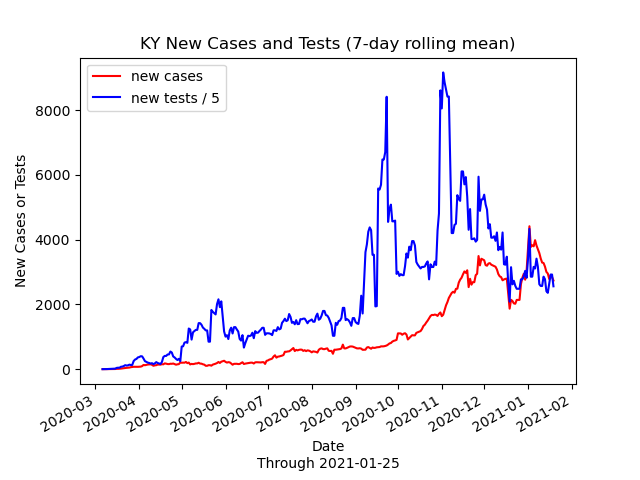 KY New Cases and Tests (7-day rolling mean)
new cases
new tests / 5
New Cases or Tests
8000
6000
4000
2000
0
2020-03
2020-04
2020-05
2020-06
2020-07
2020-08
2020-09
2020-10
2020-11
2020-12
2021-01
2021-02
Date
Through 2021-01-25